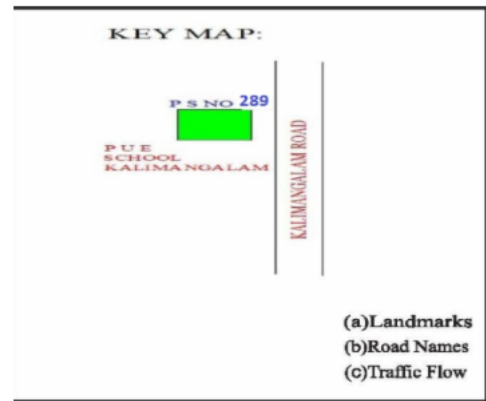 KEY MAP:
P S NO 289
P U E
SCHOOL
KALIMANGALAM
KALIMANGALAM ROAD
(a)Landmarks
(b)Road Names
(c)Traffic Flow